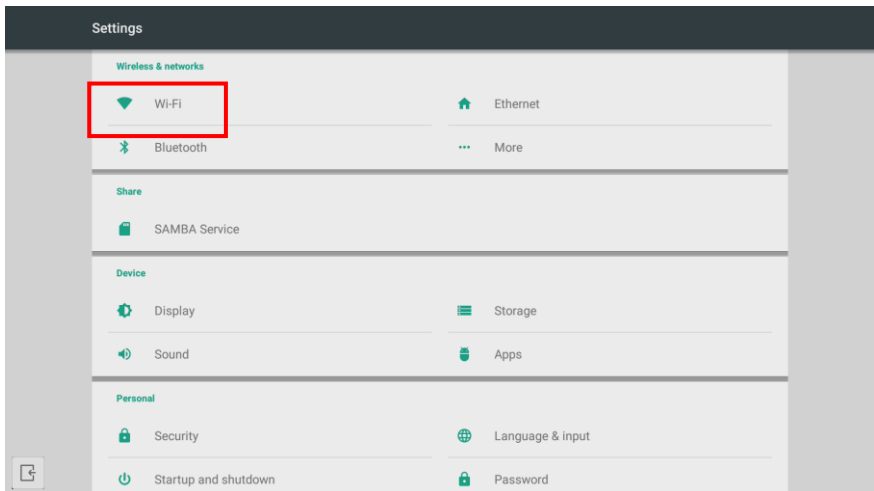 Settings
Wireless & networks
Wi-Fi
Ethernet
Bluetooth
More
Share
SAMBA Service
Device
Display
Storage
Sound
Apps
Personal
Security
Language & input
Startup and shutdown
Password